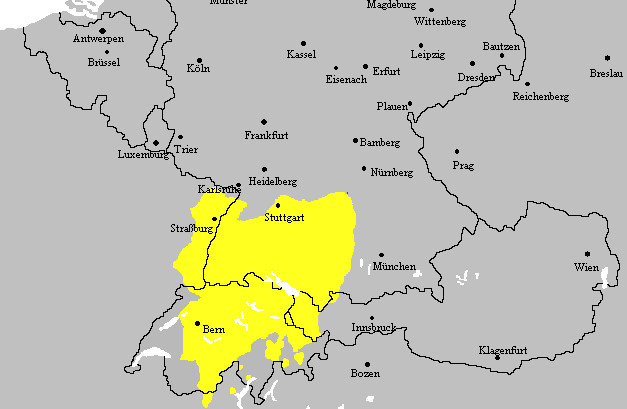 Münster
Magdeburg
Wittenberg
Antwerpen
Brüssel
Köln
Kassel
Eisenach
Erfurt
Leipzig
Bautzen
Dresden
Breslau
Reichenberg
Plauen
Frankfurt
Luxemburg
Trier
Bamberg
Prag
Karlsruhe
Heidelberg
Nürnberg
Straßburg
Stuttgart
München
Wien
Bern
Innsbruck
Klagenfurt
Bozen